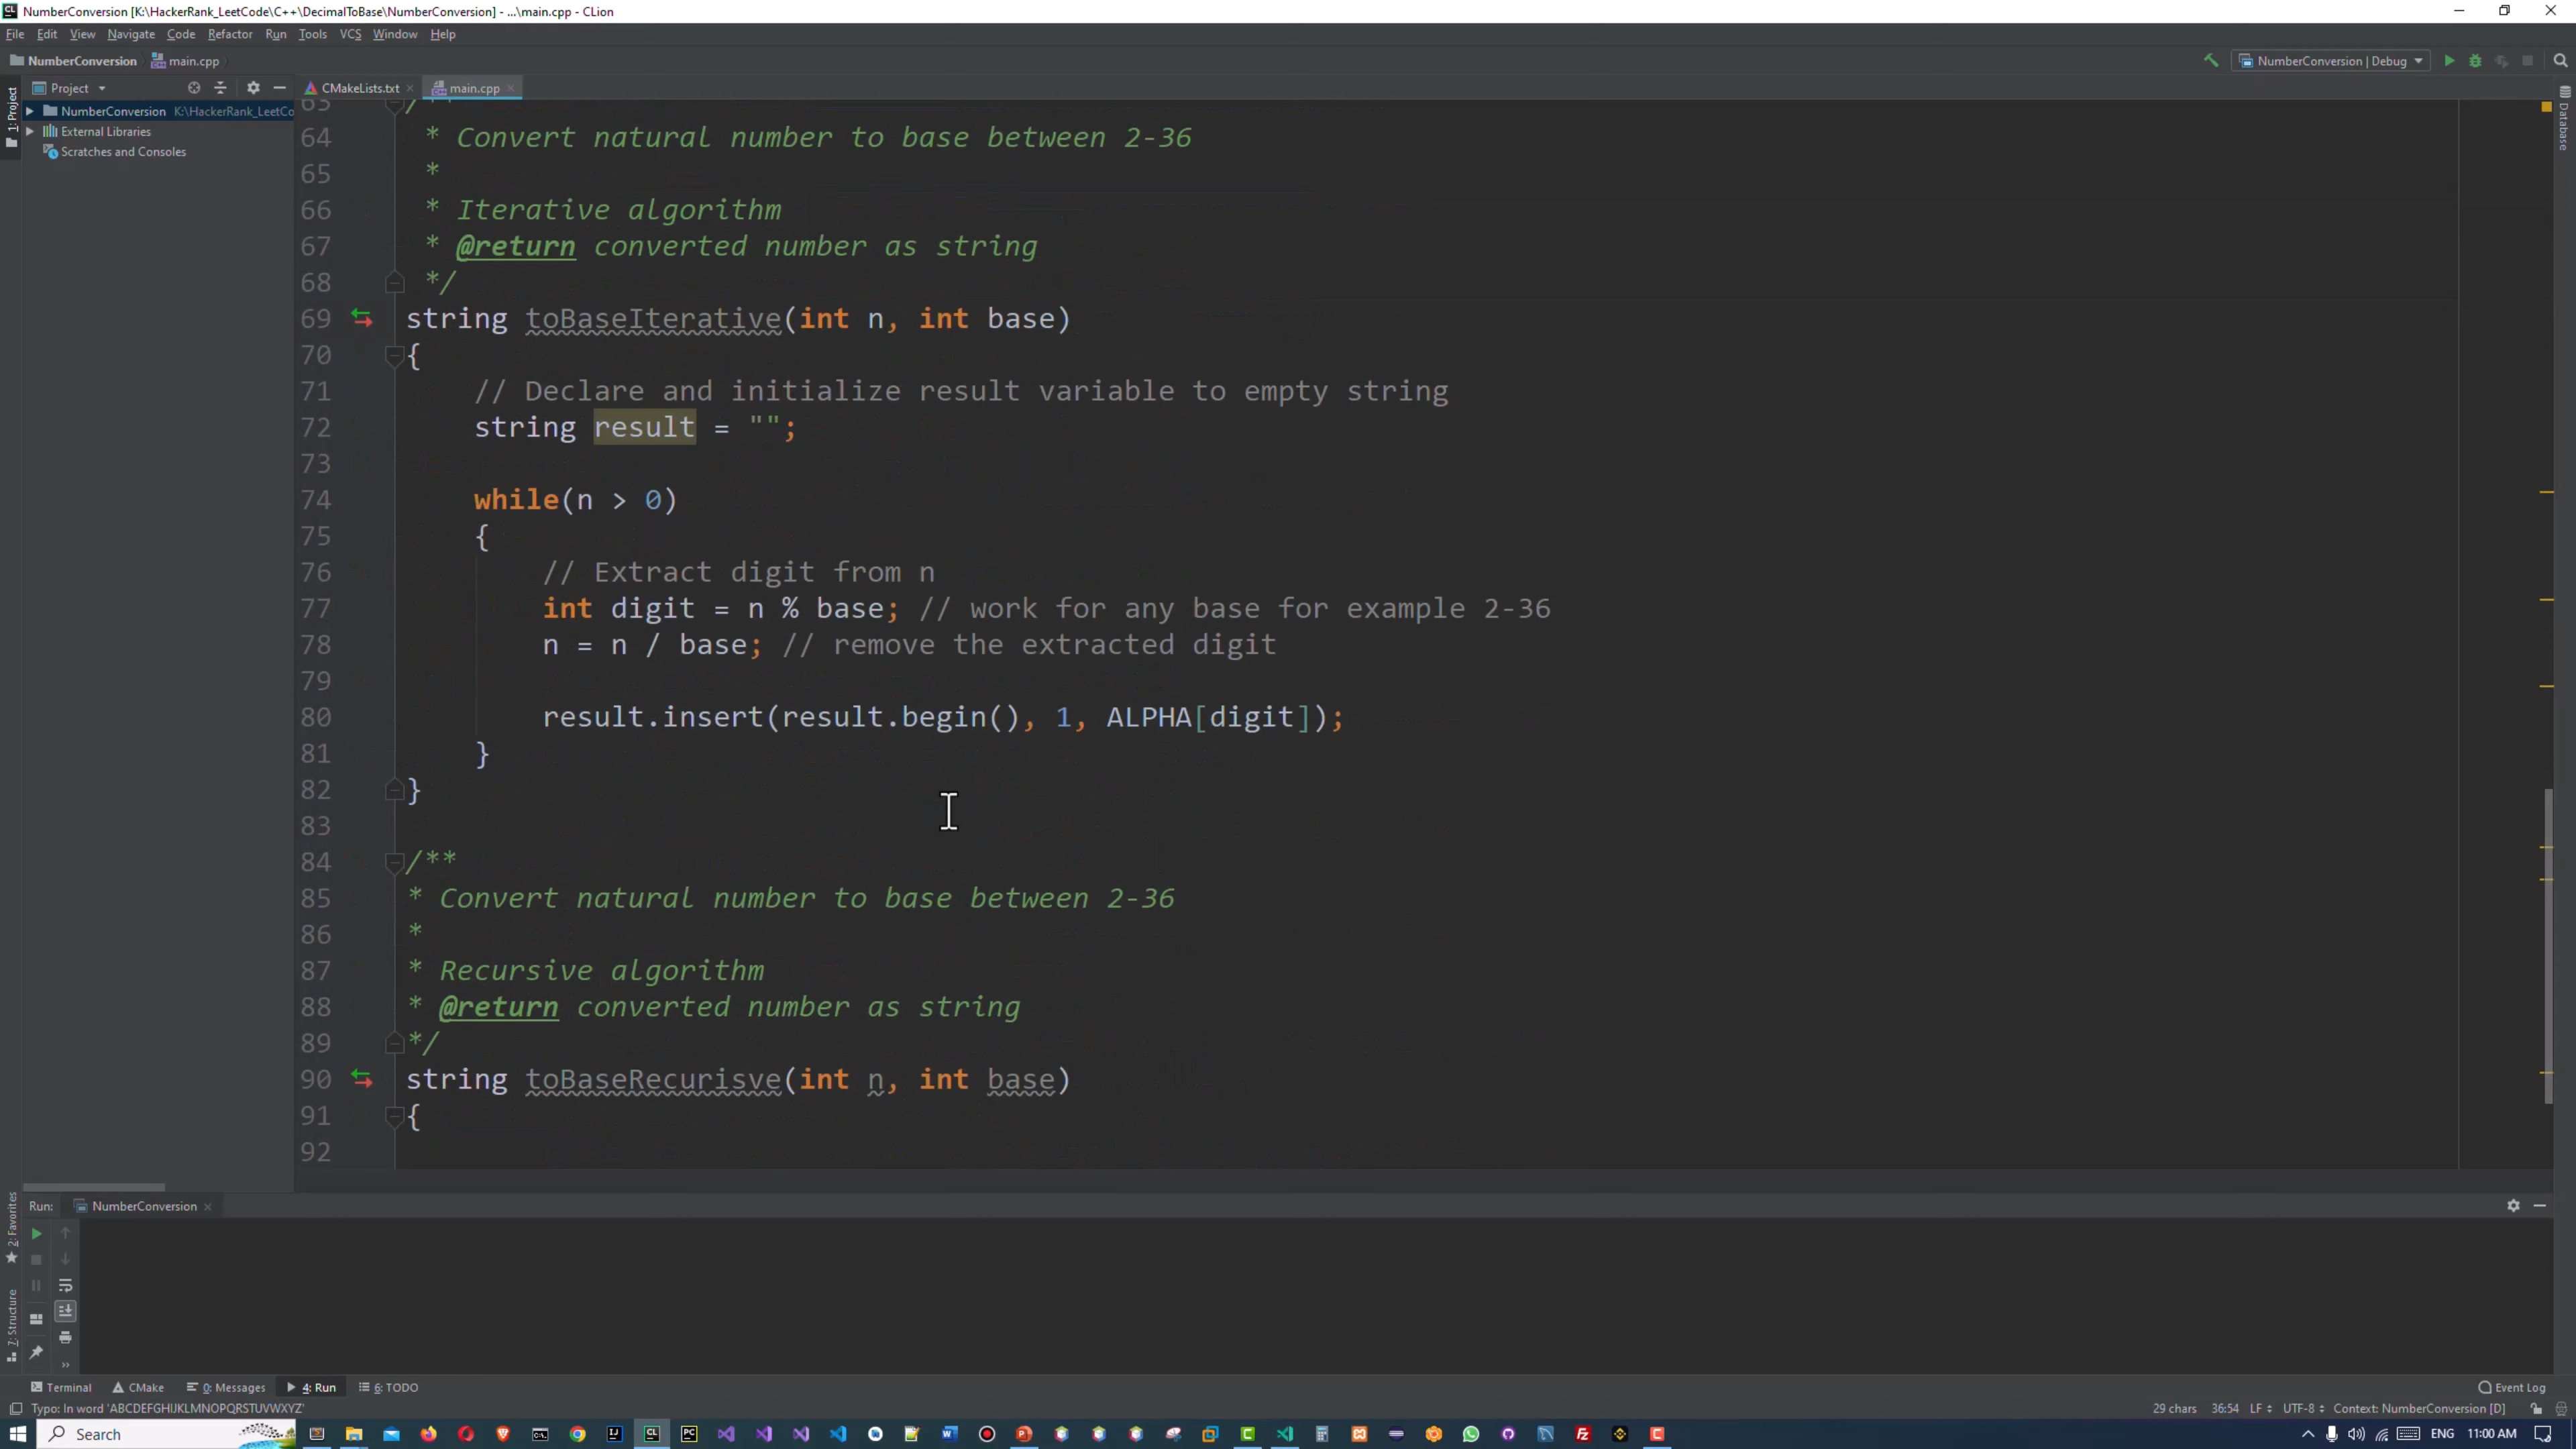 NumberConversion [K:\HackerRank_LeetCode\C++\DecimalToBase\NumberConversion] - ...\main.cpp - CLion
File Edit View Navigate Code Refactor Run Tools VCS Window Help
NumberConversion main.cpp
NumberConversion | Debug
1: Project
Project
CMakeLists.txt
main.cpp
Database
NumberConversion K:\HackerRank_LeetCo
External Libraries
Scratches and Consoles
63 /**
64 * Convert natural number to base between 2-36
65 *
66 * Iterative algorithm
67 * @return converted number as string
68 */
69 string toBaseIterative(int n, int base)
70 {
71 // Declare and initialize result variable to empty string
72 string result = "";
73
74 while(n > 0)
75 {
76 // Extract digit from n
77 int digit = n % base; // work for any base for example 2-36
78 n = n / base; // remove the extracted digit
79
80 result.insert(result.begin(), 1, ALPHA[digit]);
81 }
82 }
83
84 /**
85 * Convert natural number to base between 2-36
86 *
87 * Recursive algorithm
88 * @return converted number as string
89 */
90 string toBaseRecurisve(int n, int base)
91 {
92
2: Favorites
Z: Structure
Run: NumberConversion
Terminal CMake 0: Messages 4: Run 6: TODO
Event Log
Typo: In word 'ABCDEFGHIJKLMNOPQRSTUVWXYZ'
29 chars 36:54 LF UTF-8 Context: NumberConversion [D]
Search
ENG 11:00 AM